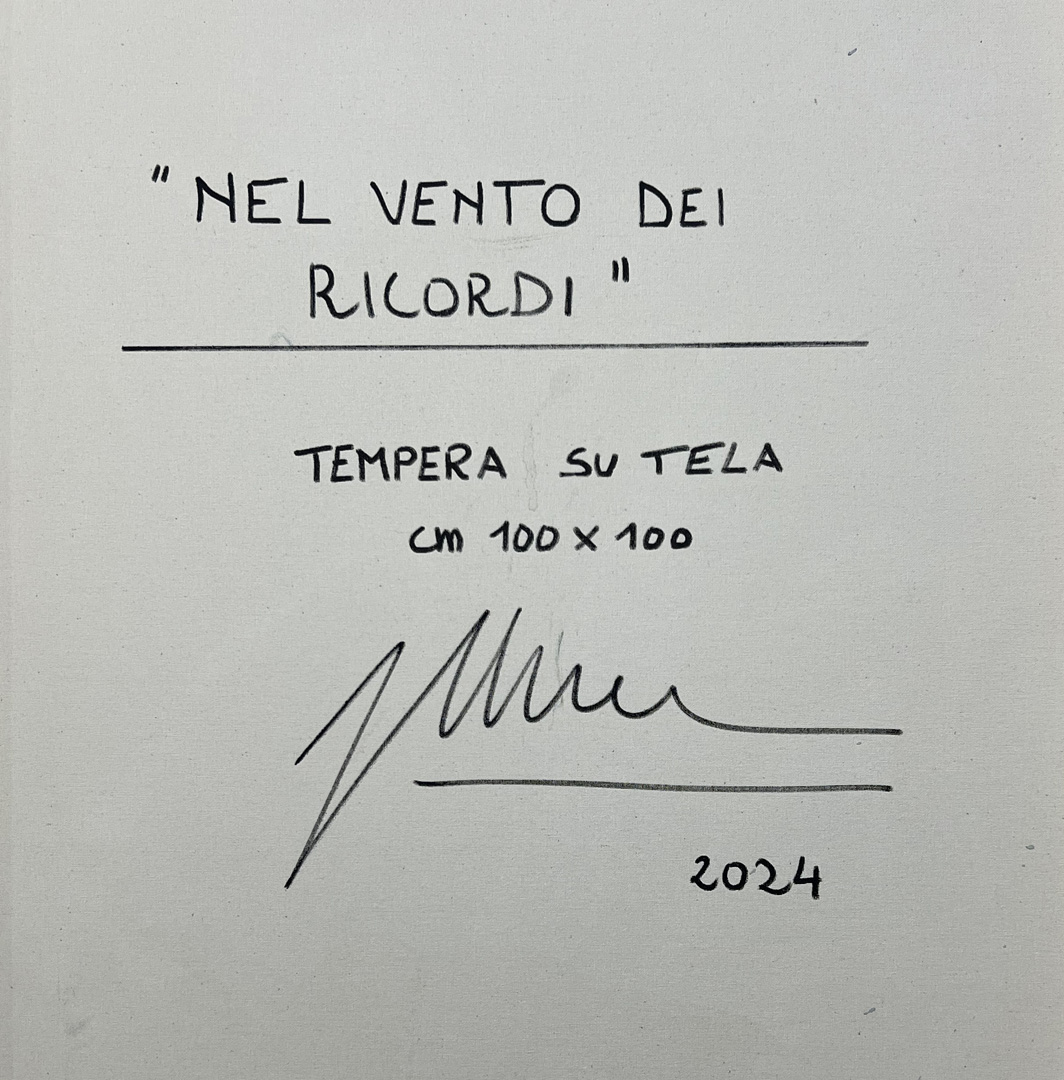 "NEL VENTO DEI
RICORDI"
TEMPERA SU TELA
cm 100 x 100
2024